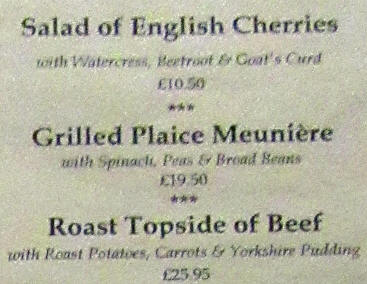 Salad of English Cherries
with Watercress, Beetroot & Goat's Curd
£10.50
***
Grilled Plaice Meunière
with Spinach, Peas & Broad Beans
£19.50
***
Roast Topside of Beef
with Roast Potatoes, Carrots & Yorkshire Pudding
£25.95